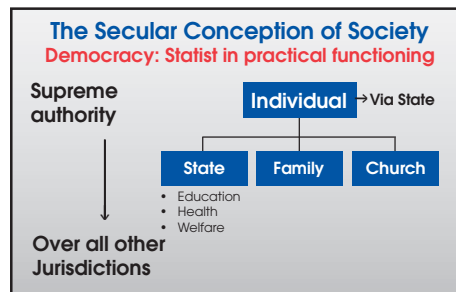 The Secular Conception of Society
Democracy: Statist in practical functioning
Supreme
authority
Individual
Via State
State
Family
Church
• Education
• Health
• Welfare
Over all other
Jurisdictions